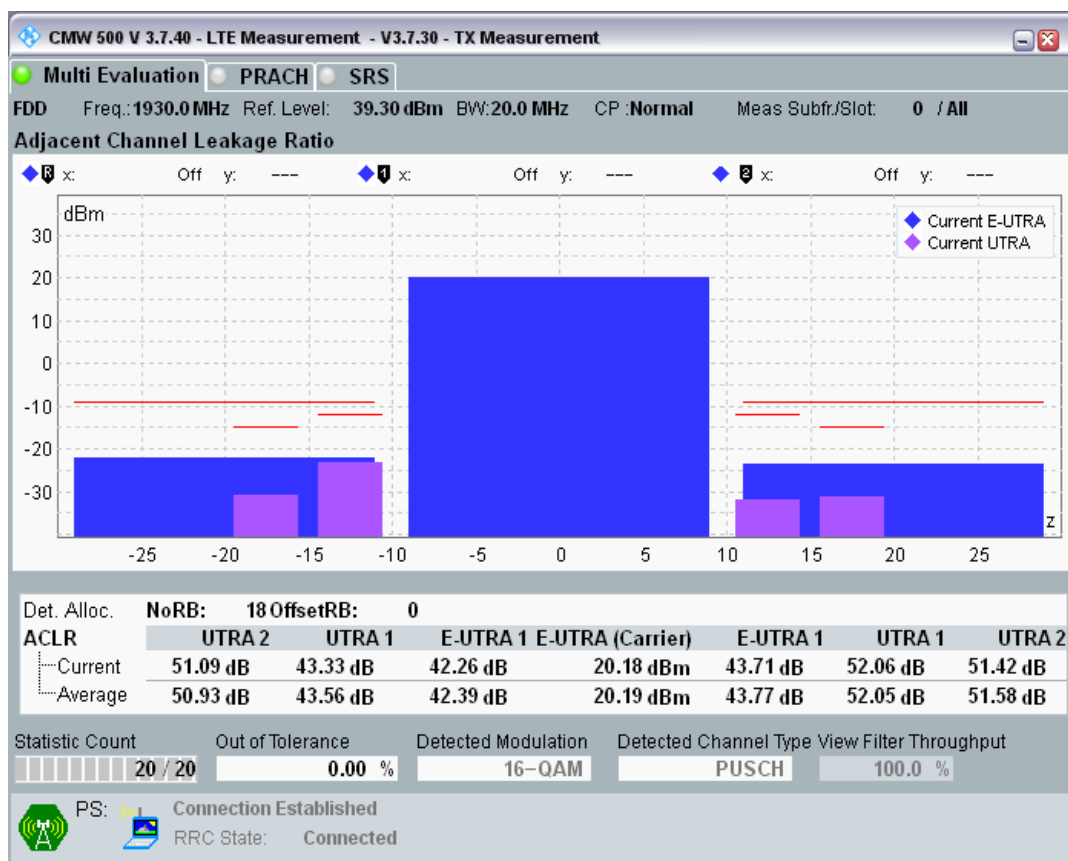 CMW 500 V 3.7.40 - LTE Measurement - V3.7.30 - TX Measurement
Multi Evaluation PRACH SRS
FDD Freq.: 1930.0 MHz Ref. Level: 39.30 dBm BW: 20.0 MHz CP : Normal Meas Subfr./Slot: 0 / All
Adjacent Channel Leakage Ratio
R x: Off y: --- 1 x: Off y: --- 2 x: Off y: ---
dBm
Current E-UTRA
Current UTRA
30
20
10
0
-10
-20
-30
z
-25 -20 -15 -10 -5 0 5 10 15 20 25
Det. Alloc. NoRB: 18 OffsetRB: 0
ACLR UTRA 2 UTRA 1 E-UTRA 1 E-UTRA (Carrier) E-UTRA 1 UTRA 1 UTRA 2
Current 51.09 dB 43.33 dB 42.26 dB 20.18 dBm 43.71 dB 52.06 dB 51.42 dB
Average 50.93 dB 43.56 dB 42.39 dB 20.19 dBm 43.77 dB 52.05 dB 51.58 dB
Statistic Count Out of Tolerance Detected Modulation Detected Channel Type View Filter Throughput
20 / 20 0.00 % 16-QAM PUSCH 100.0 %
PS: Connection Established
RRC State: Connected